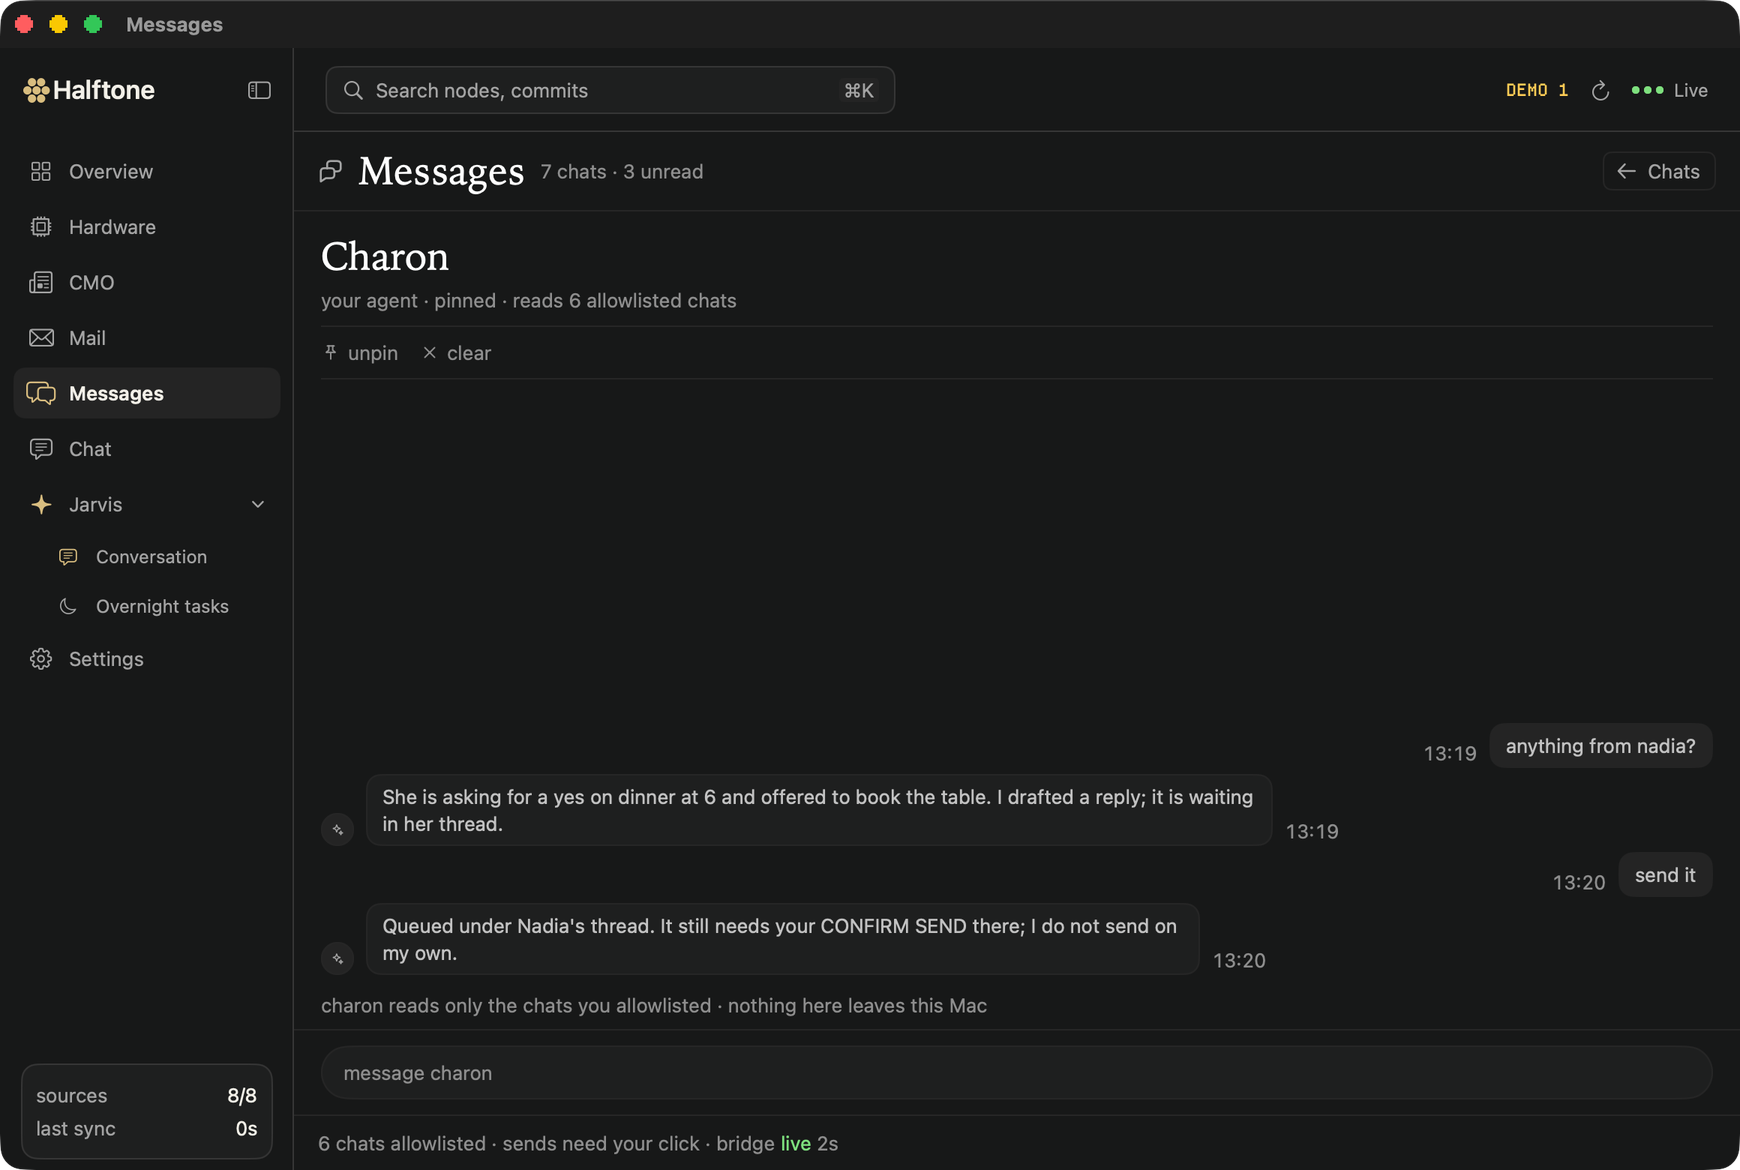 Messages
Halftone
Search nodes, commits
⌘K
DEMO 1
Live
Overview
Hardware
CMO
Mail
Messages
Chat
Jarvis
Conversation
Overnight tasks
Settings
sources 8/8
last sync 0s
Messages 7 chats · 3 unread
← Chats
Charon
your agent · pinned · reads 6 allowlisted chats
unpin
clear
13:19 anything from nadia?
She is asking for a yes on dinner at 6 and offered to book the table. I drafted a reply; it is waiting
in her thread.
13:19
13:20 send it
Queued under Nadia's thread. It still needs your CONFIRM SEND there; I do not send on
my own.
13:20
charon reads only the chats you allowlisted · nothing here leaves this Mac
message charon
6 chats allowlisted · sends need your click · bridge live 2s